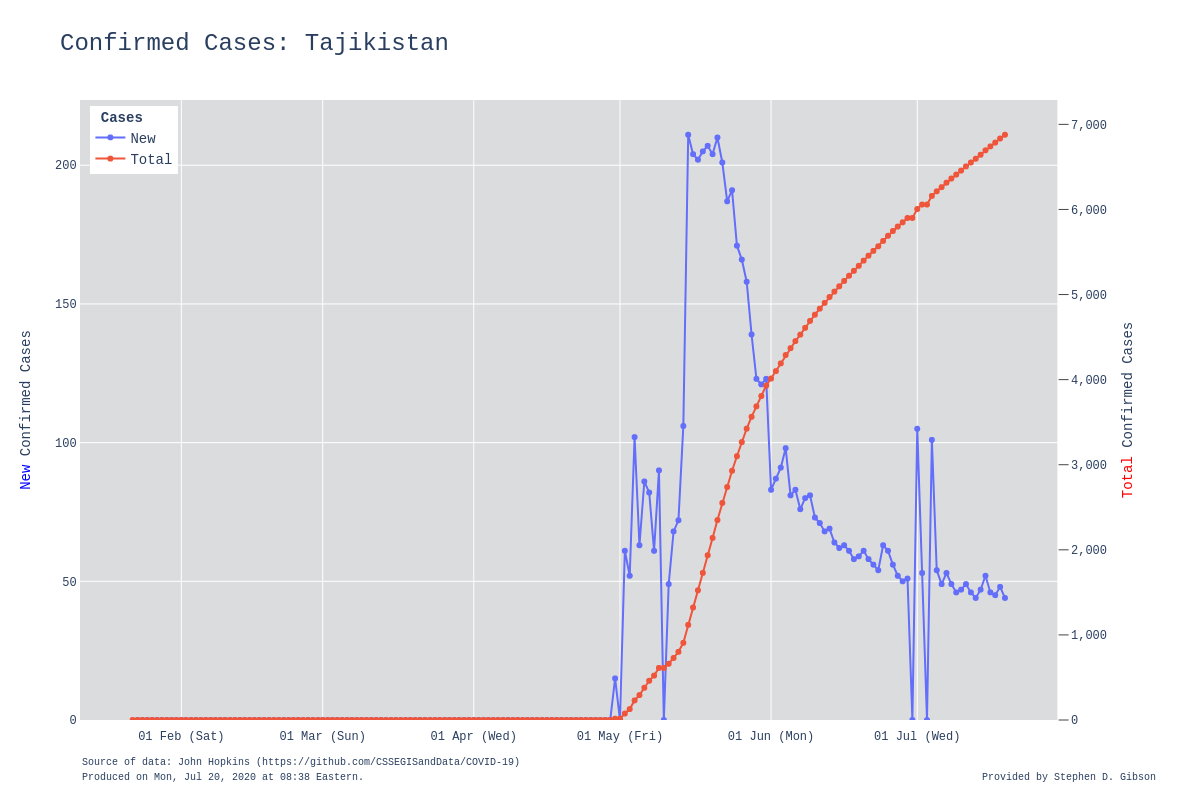 Confirmed Cases: Tajikistan
Cases
New
Total
200
150
100
50
0
7,000
6,000
5,000
4,000
3,000
2,000
1,000
0
New Confirmed Cases
Total Confirmed Cases
01 Feb (Sat)
01 Mar (Sun)
01 Apr (Wed)
01 May (Fri)
01 Jun (Mon)
01 Jul (Wed)
Source of data: John Hopkins (https://github.com/CSSEGISandData/COVID-19)
Produced on Mon, Jul 20, 2020 at 08:38 Eastern.
Provided by Stephen D. Gibson